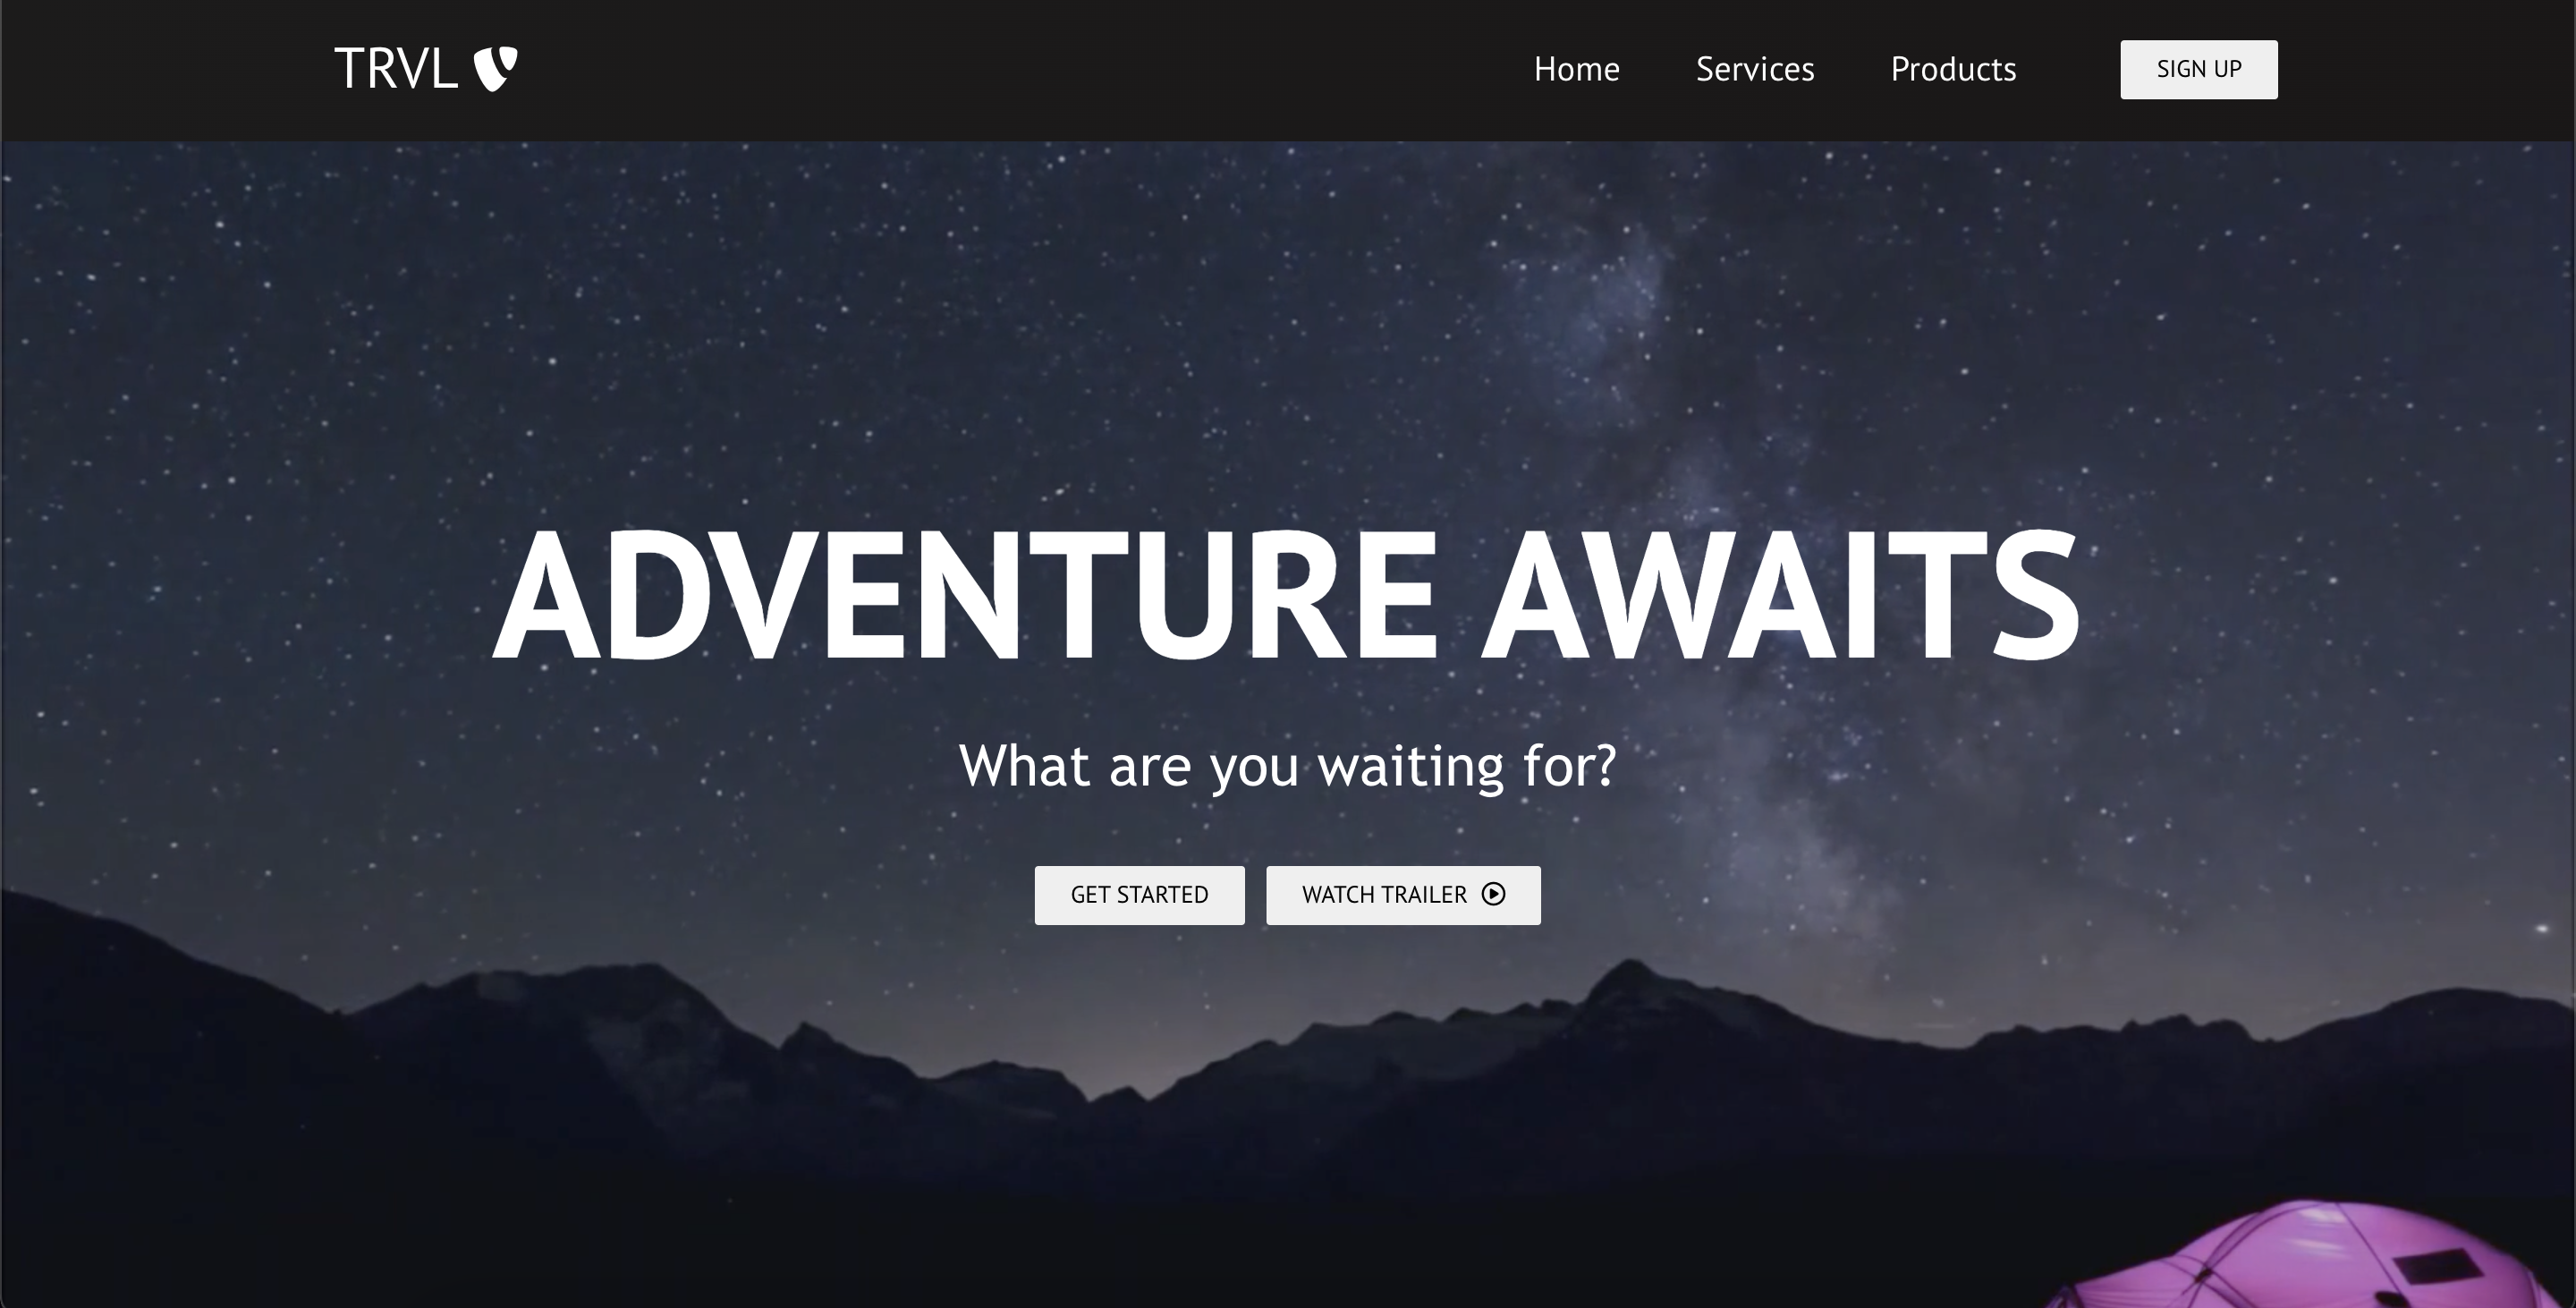 TRVL
Home Services Products SIGN UP
ADVENTURE AWAITS
What are you waiting for?
GET STARTED WATCH TRAILER